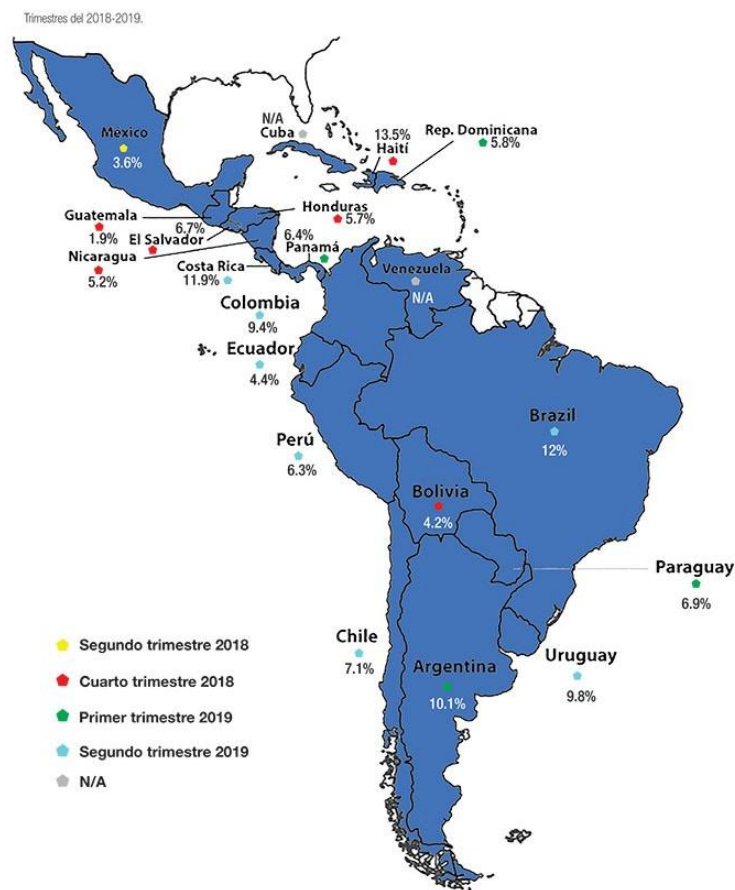 Trimestres del 2018-2019.
México
3.6%
N/A
Cuba
13.5%
Haití
Rep. Dominicana
5.8%
Guatemala
1.9%
6.7%
El Salvador
Honduras
5.7%
Nicaragua
5.2%
6.4%
Panamá
Costa Rica
11.9%
Venezuela
N/A
Colombia
9.4%
Ecuador
4.4%
Perú
6.3%
Brazil
12%
Bolivia
4.2%
Paraguay
6.9%
Chile
7.1%
Argentina
10.1%
Uruguay
9.8%
Segundo trimestre 2018
Cuarto trimestre 2018
Primer trimestre 2019
Segundo trimestre 2019
N/A